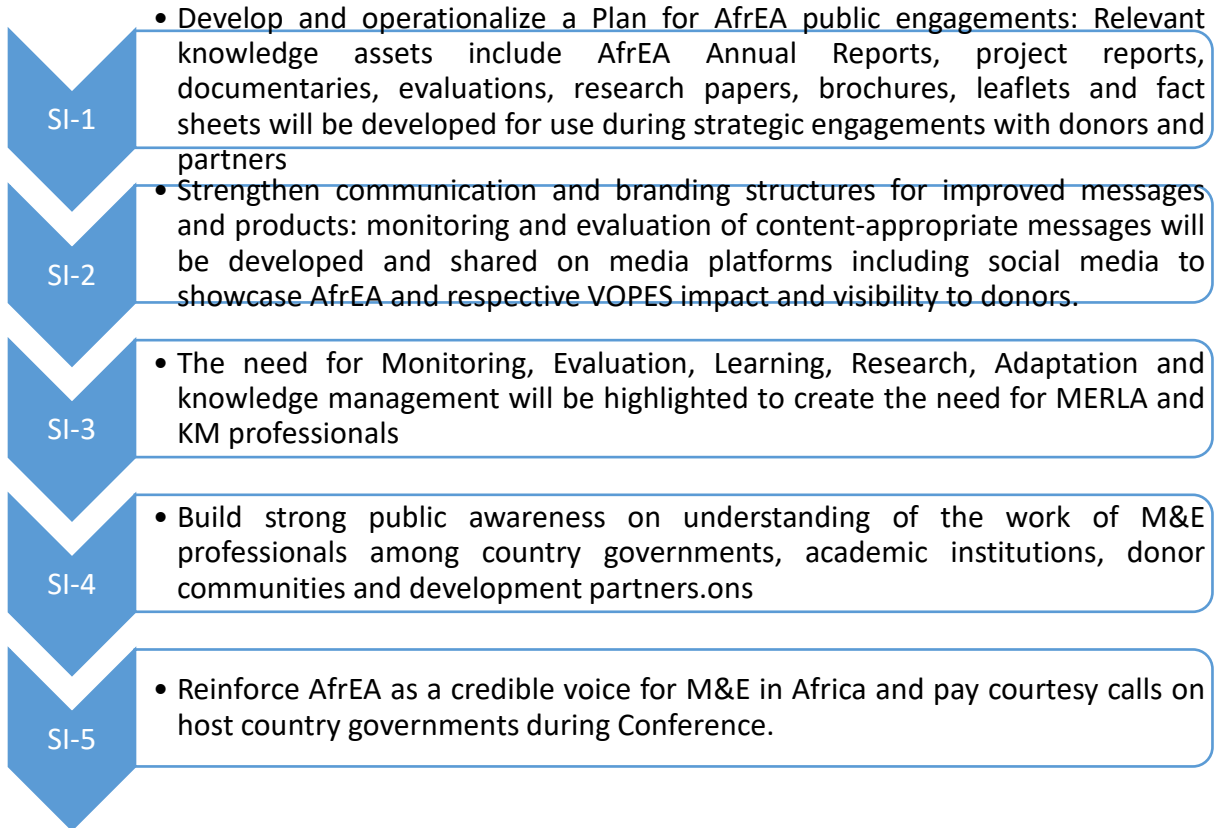 SI-1
• Develop and operationalize a Plan for AfrEA public engagements: Relevant
knowledge assets include AfrEA Annual Reports, project reports,
documentaries, evaluations, research papers, brochures, leaflets and fact
sheets will be developed for use during strategic engagements with donors and
partners
SI-2
• Strengthen communication and branding structures for improved messages
and products: monitoring and evaluation of content-appropriate messages will
be developed and shared on media platforms including social media to
showcase AfrEA and respective VOPES impact and visibility to donors.
SI-3
• The need for Monitoring, Evaluation, Learning, Research, Adaptation and
knowledge management will be highlighted to create the need for MERLA and
KM professionals
SI-4
• Build strong public awareness on understanding of the work of M&E
professionals among country governments, academic institutions, donor
communities and development partners.ons
SI-5
• Reinforce AfrEA as a credible voice for M&E in Africa and pay courtesy calls on
host country governments during Conference.